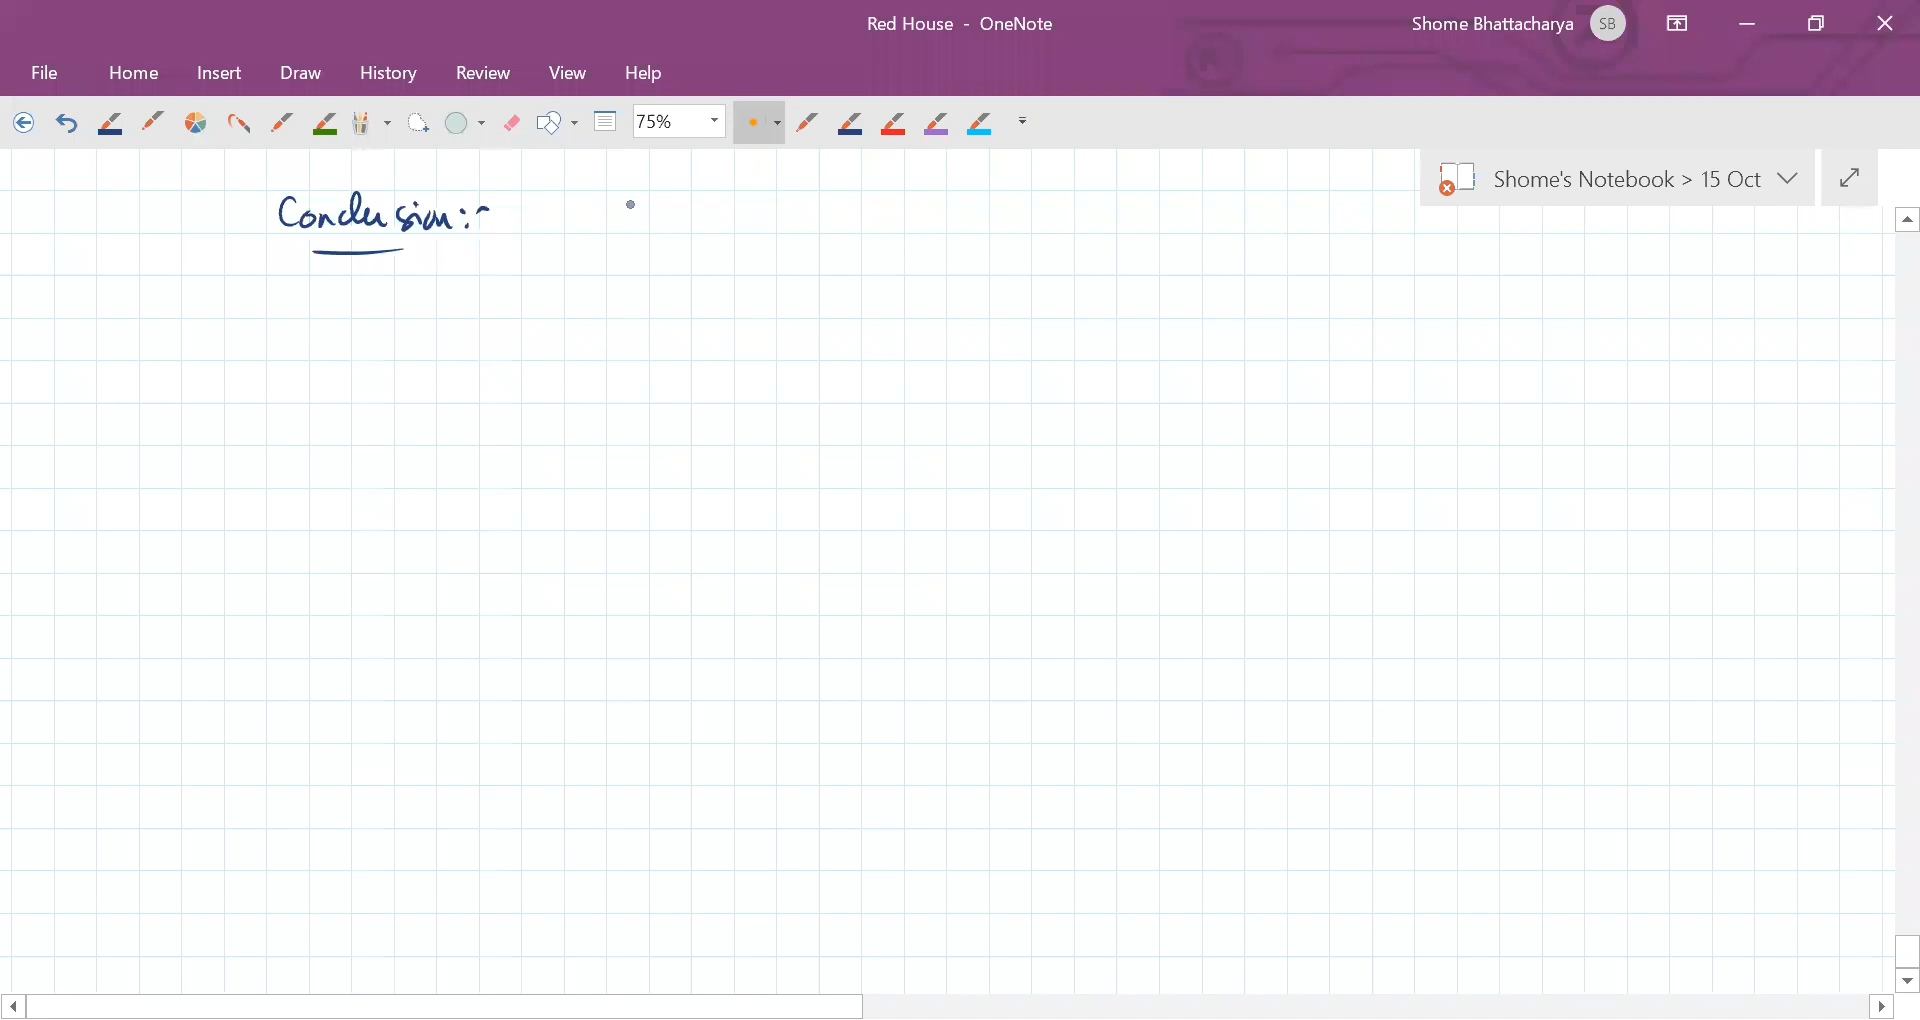 Red House - OneNote
Shome Bhattacharya SB
File Home Insert Draw History Review View Help
75%
Shome's Notebook > 15 Oct
Conclusion:-